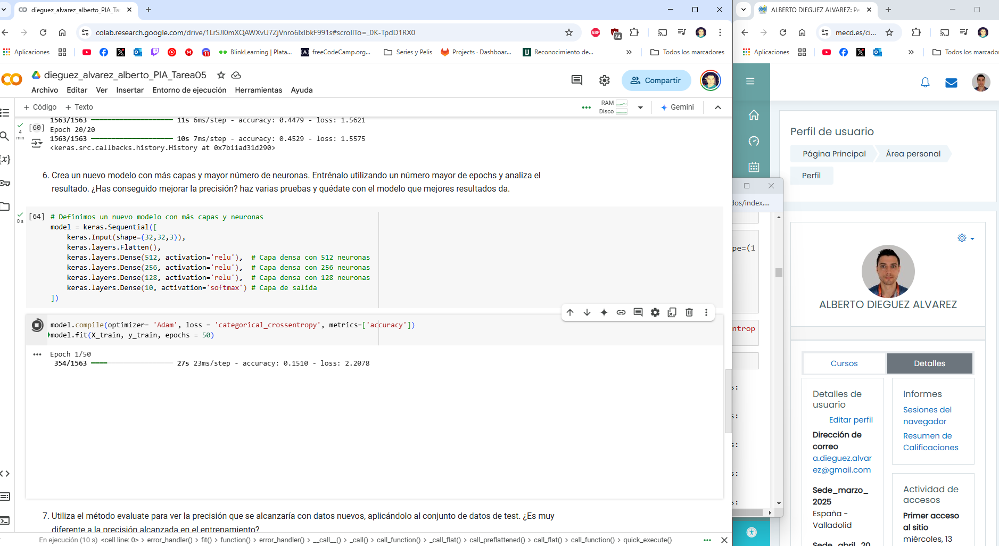 dieguez_alvarez_alberto_PIA_Ta
colab.research.google.com/drive/1LrSJI0mXQAWXvU7ZjVnro6lxlbkF991s#scrollTo=_0K-TpdD1RX0
ABP
74
Aplicaciones
11
BlinkLearning | Plata...
freeCodeCamp.org...
Series y Pelis
Projects · Dashboar...
Reconocimiento de...
Todos los marcadores
dieguez_alvarez_alberto_PIA_Tarea05
Archivo Editar Ver Insertar Entorno de ejecución Herramientas Ayuda
Compartir
+ Código + Texto
RAM
Disco
Gemini
1563/1563 11s 6ms/step - accuracy: 0.4479 - loss: 1.5621
4 min
[60]
Epoch 20/20
1563/1563 10s 7ms/step - accuracy: 0.4529 - loss: 1.5575
<keras.src.callbacks.history.History at 0x7b11ad31d290>
{x}
6. Crea un nuevo modelo con más capas y mayor número de neuronas. Entrénalo utilizando un número mayor de epochs y analiza el
resultado. ¿Has conseguido mejorar la precisión? haz varias pruebas y quédate con el modelo que mejores resultados da.
0 s
[64]
# Definimos un nuevo modelo con más capas y neuronas
model = keras.Sequential([
keras.Input(shape=(32,32,3)),
keras.layers.Flatten(),
keras.layers.Dense(512, activation='relu'), # Capa densa con 512 neuronas
keras.layers.Dense(256, activation='relu'), # Capa densa con 256 neuronas
keras.layers.Dense(128, activation='relu'), # Capa densa con 128 neuronas
keras.layers.Dense(10, activation='softmax') # Capa de salida
])
model.compile(optimizer= 'Adam', loss = 'categorical_crossentropy', metrics=['accuracy'])
model.fit(X_train, y_train, epochs = 50)
Epoch 1/50
354/1563 27s 23ms/step - accuracy: 0.1510 - loss: 2.2078
7. Utiliza el método evaluate para ver la precisión que se alcanzaría con datos nuevos, aplicándolo al conjunto de datos de test. ¿Es muy
diferente a la precisión alcanzada en el entrenamiento?
En ejecución (10 s) <cell line: 0> > error_handler() > fit() > function() > error_handler() > __call__() > _call() > call_function() > _call_flat() > call_preflattened() > call_flat() > call_function() > quick_execute()
ALBERTO DIEGUEZ ALVAREZ: Pe
mecd.es/ci...
Aplicaciones
Todos los marcado
Perfil de usuario
Página Principal
Área personal
Perfil
dos/index....
pe=(1
ntrop
s:
s:
s:
s:
s:
ALBERTO DIEGUEZ ALVAREZ
Cursos
Detalles
Detalles de
usuario
Editar perfil
Dirección de
correo
a.dieguez.alvar
ez@gmail.com
Sede_marzo_
2025
España -
Valladolid
Sede_abril_20
Informes
Sesiones del
navegador
Resumen de
Calificaciones
Actividad de
accesos
Primer acceso
al sitio
miércoles, 13